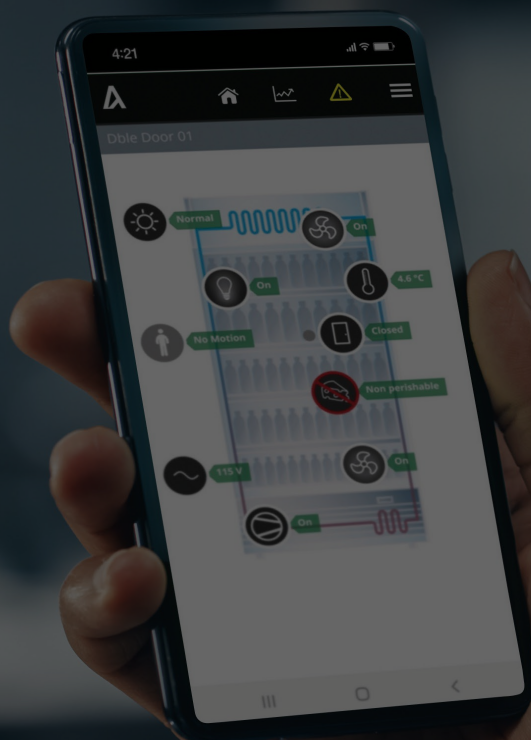 4:21
Dble Door 01
Normal
On
On
4.6 °C
No Motion
Closed
Non perishable
115 V
On
On